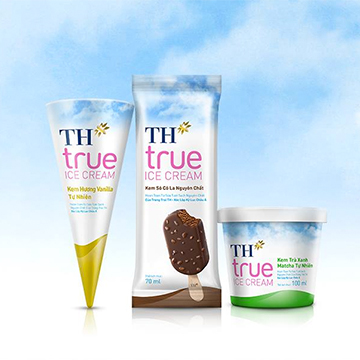 TH
true
ICE CREAM
Kem Hương Vanilla
Tự Nhiên
TH
true
ICE CREAM
Kem Sô Cô La Nguyên Chất
70 ml
TH
true
ICE CREAM
Kem Trà Xanh
Matcha Tự Nhiên
100 ml